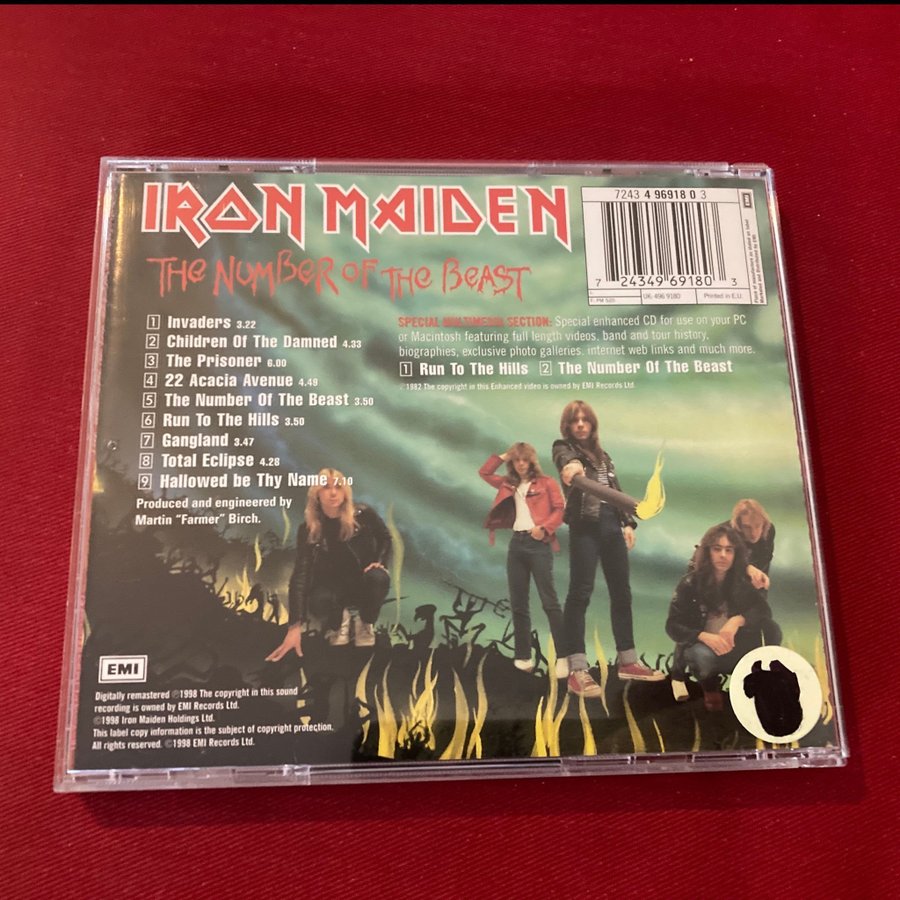 IRON MAIDEN
THE NUMBER OF THE BEAST
7243 4 96918 0 3
7 24349 69180 3
UK: 496 9180
Printed in E.U.
EMI
1 Invaders 3.22
2 Children Of The Damned 4.33
3 The Prisoner 6.00
4 22 Acacia Avenue 4.49
5 The Number Of The Beast 3.50
6 Run To The Hills 3.50
7 Gangland 3.47
8 Total Eclipse 4.28
9 Hallowed be Thy Name 7.10
Produced and engineered by
Martin "Farmer" Birch.
SPECIAL MULTIMEDIA SECTION: Special enhanced CD for use on your PC
or Macintosh featuring full length videos, band and tour history,
biographies, exclusive photo galleries, internet web links and much more.
1 Run To The Hills 2 The Number Of The Beast
℗1982 The copyright in this Enhanced video is owned by EMI Records Ltd.
EMI
Digitally remastered ℗1998 The copyright in this sound
recording is owned by EMI Records Ltd.
©1998 Iron Maiden Holdings Ltd.
This label copy information is the subject of copyright protection.
All rights reserved. ©1998 EMI Records Ltd.